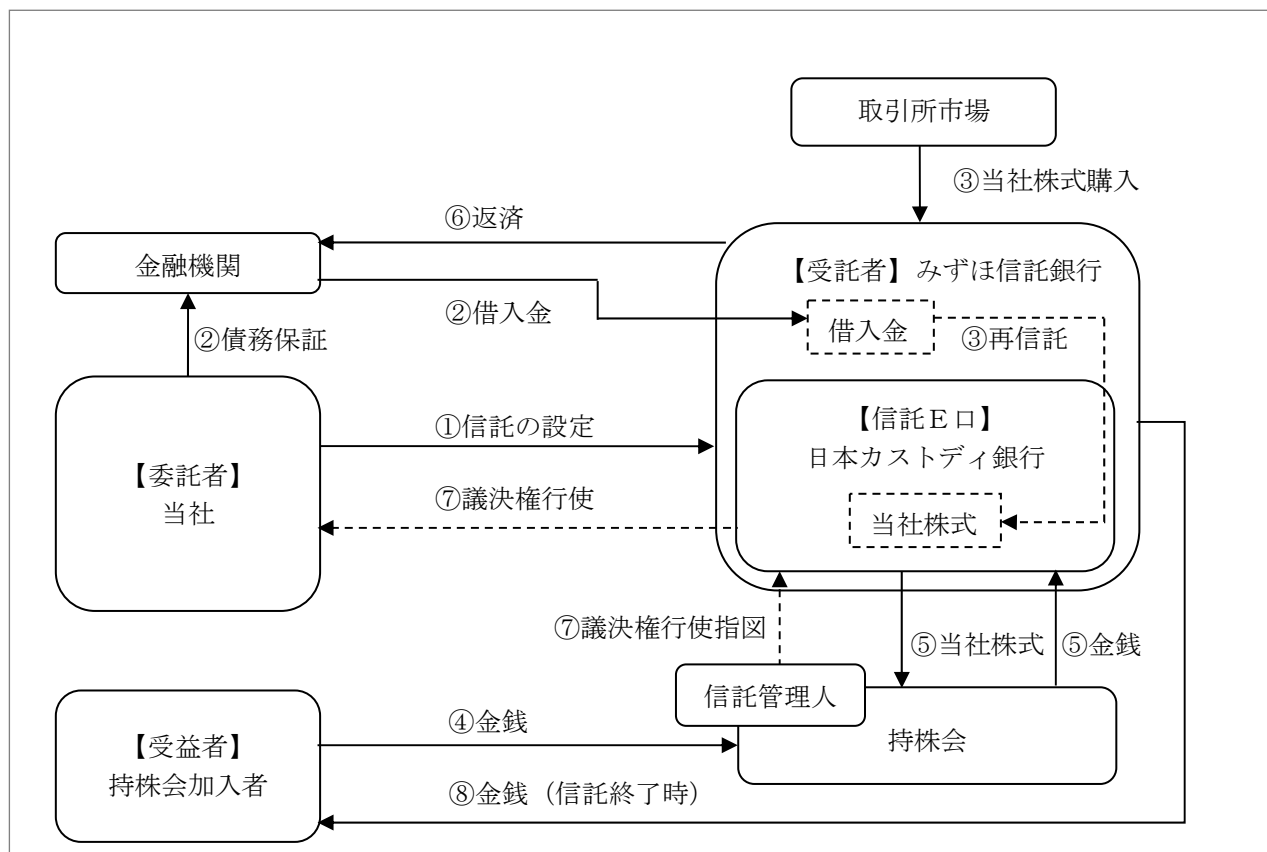 取引所市場
③当社株式購入
⑥返済
金融機関
【受託者】みずほ信託銀行
②借入金
借入金
③再信託
②債務保証
①信託の設定
【信託Ｅ口】
日本カストディ銀行
【委託者】
当社
⑦議決権行使
当社株式
⑦議決権行使指図
⑤当社株式
⑤金銭
信託管理人
④金銭
持株会
【受益者】
持株会加入者
⑧金銭（信託終了時）